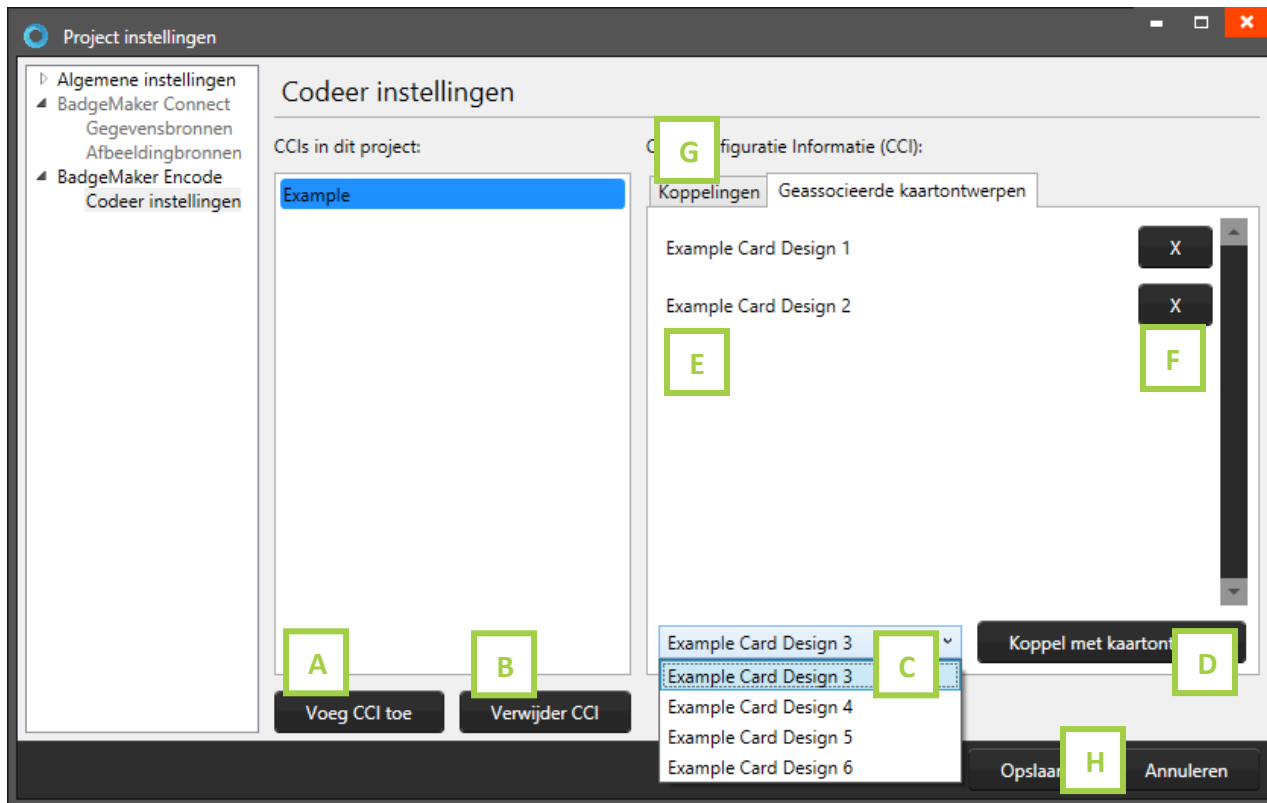 Project instellingen
Algemene instellingen
BadgeMaker Connect
Gegevensbronnen
Afbeeldingbronnen
BadgeMaker Encode
Codeer instellingen
Codeer instellingen
CCIs in dit project:
Example
A
B
Voeg CCI toe
Verwijder CCI
G
figuratie Informatie (CCI):
Koppelingen
Geassocieerde kaartontwerpen
Example Card Design 1
X
Example Card Design 2
X
E
F
Example Card Design 3
C
Koppel met
D
Example Card Design 3
Example Card Design 4
Example Card Design 5
Example Card Design 6
H
Annuleren